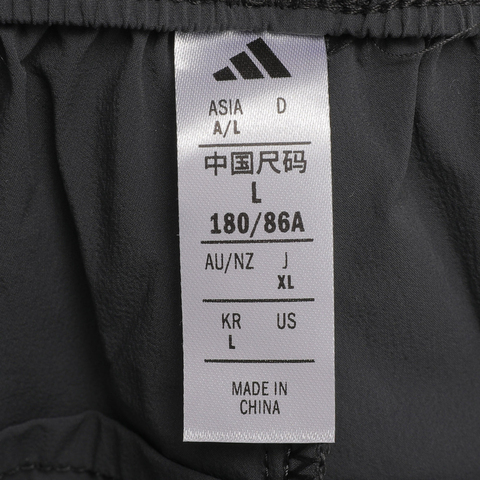 ASIA D
A/L
中国尺码
L
180/86A
AU/NZ J
XL
KR US
L
MADE IN
CHINA